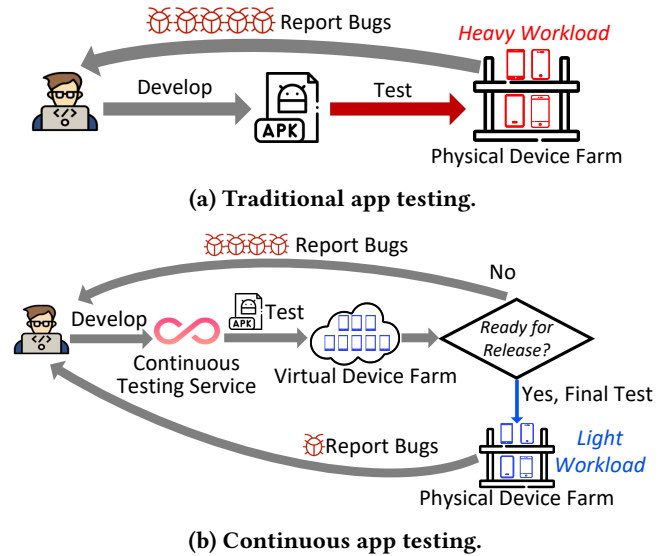 Report Bugs
Heavy Workload
Develop
Test
APK
Physical Device Farm
(a) Traditional app testing.
Report Bugs
No
Develop
APK
Test
Ready for
Release?
Continuous
Testing Service
Virtual Device Farm
Yes, Final Test
Report Bugs
Light
Workload
Physical Device Farm
(b) Continuous app testing.